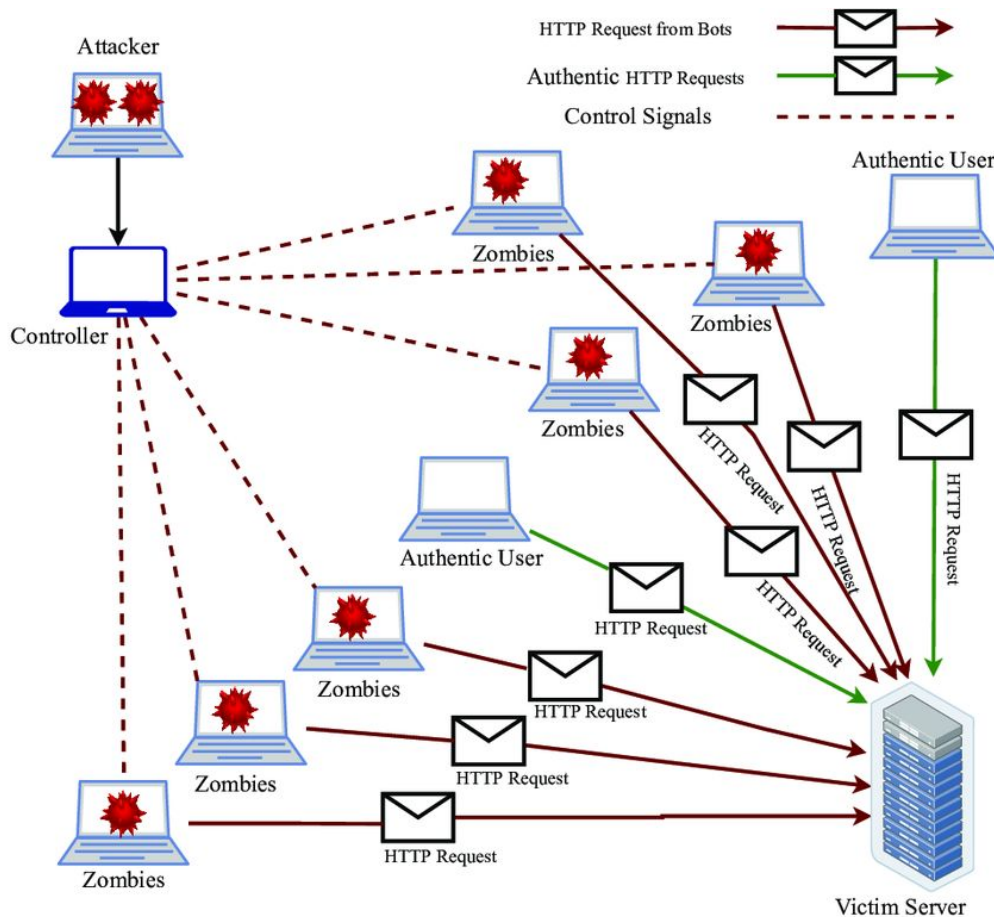 Attacker
HTTP Request from Bots
Authentic HTTP Requests
Control Signals
Authentic User
Zombies
Zombies
Controller
Zombies
HTTP Request
HTTP Request
HTTP Request
HTTP Request
Authentic User
HTTP Request
Zombies
HTTP Request
Zombies
HTTP Request
Zombies
HTTP Request
Victim Server